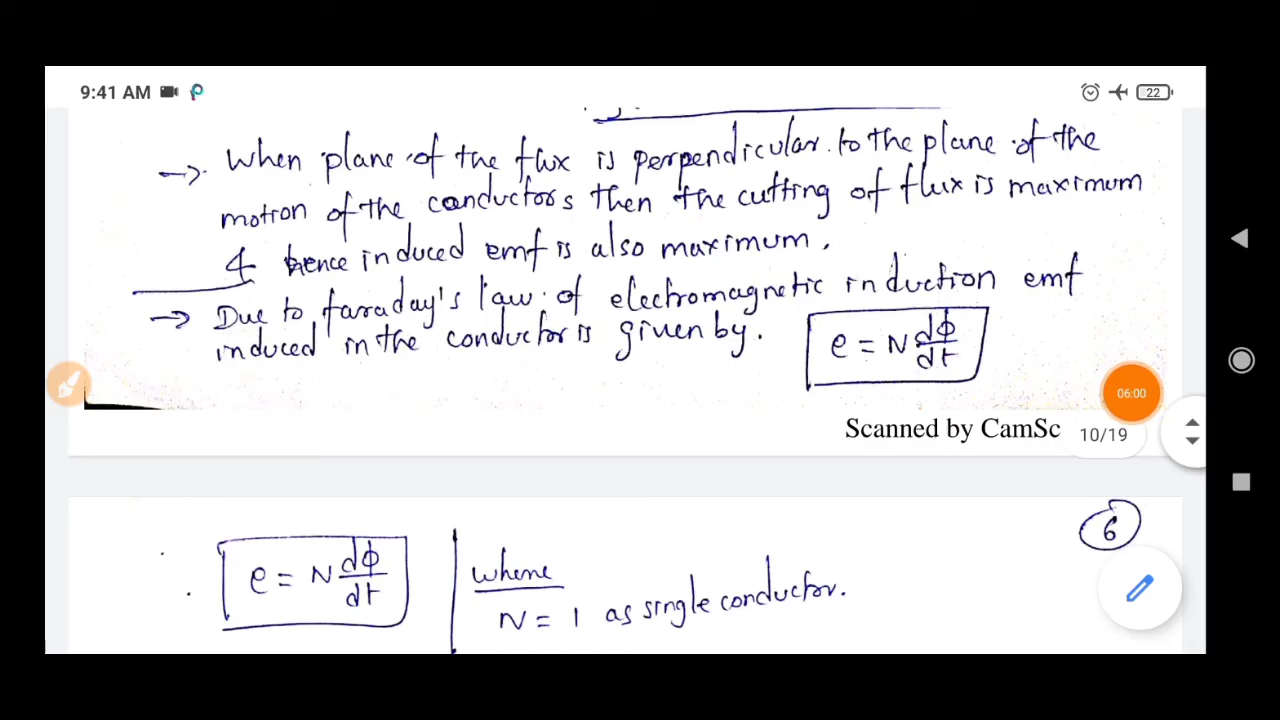 9:41 AM
22
→ When plane of the flux is perpendicular to the plane of the
motion of the conductors then the cutting of flux is maximum
& hence induced emf is also maximum.
→ Due to faraday's law of electromagnetic induction emf
induced in the conductor is given by. e = N dφ/dt
06:00
Scanned by CamSc
10/19
6
e = N dφ/dt
where
N = 1 as single conductor.